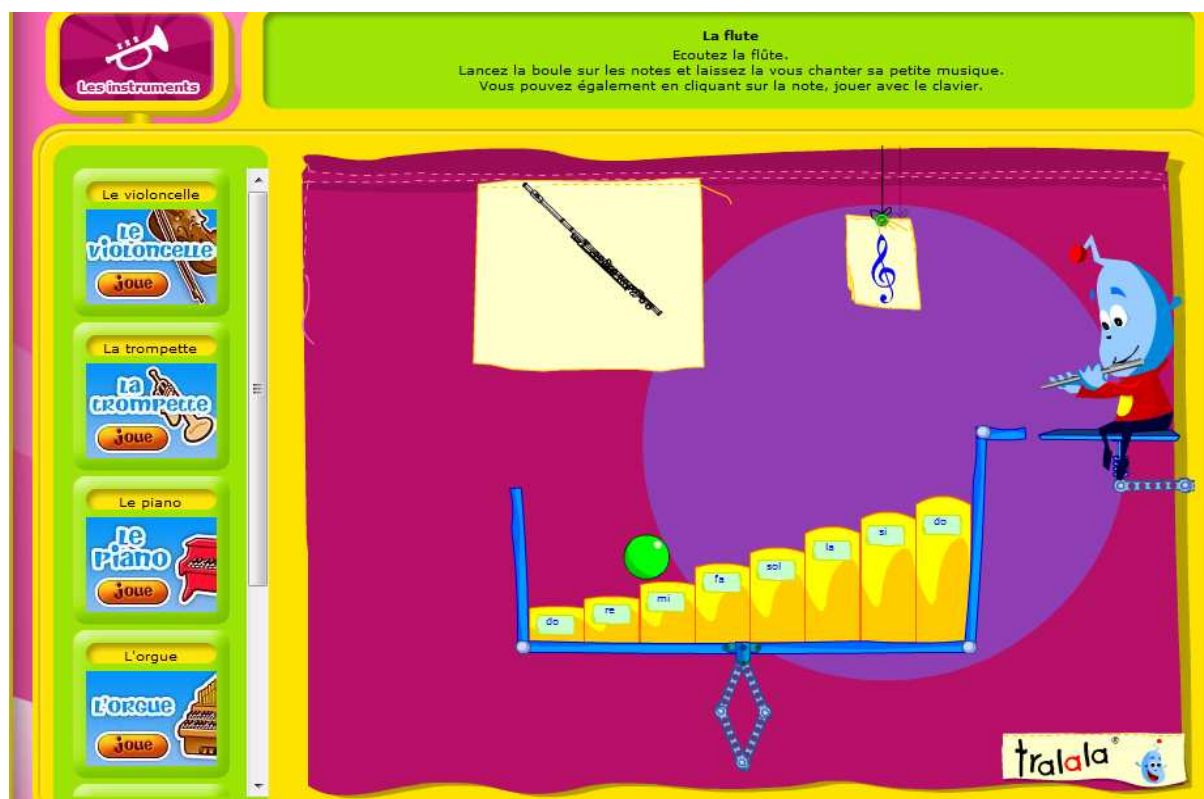 Les instruments
La flute
Ecoutez la flûte.
Lancez la boule sur les notes et laissez la vous chanter sa petite musique.
Vous pouvez également en cliquant sur la note, jouer avec le clavier.
Le violoncelle
Le
violoncelle
joue
La trompette
La
trompette
joue
Le piano
Le
piano
joue
L'orgue
L'orgue
joue
do
re
mi
fa
sol
la
si
do
tralala®